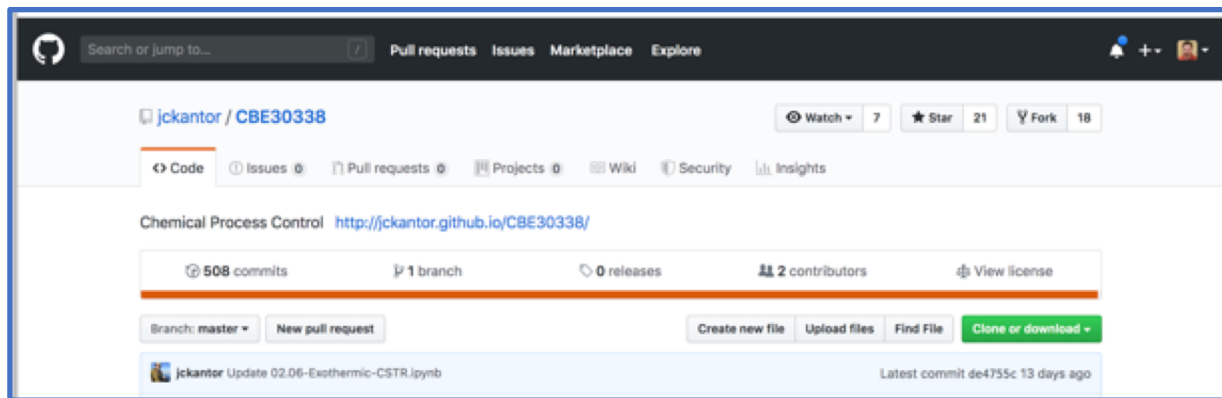 Search or jump to... / Pull requests Issues Marketplace Explore
jckantor / CBE30338 Watch 7 Star 21 Fork 18
<> Code Issues 0 Pull requests 0 Projects 0 Wiki Security Insights
Chemical Process Control http://jckantor.github.io/CBE30338/
508 commits 1 branch 0 releases 2 contributors View license
Branch: master New pull request Create new file Upload files Find File Clone or download
jckantor Update 02.06-Exothermic-CSTR.ipynb Latest commit de4755c 13 days ago